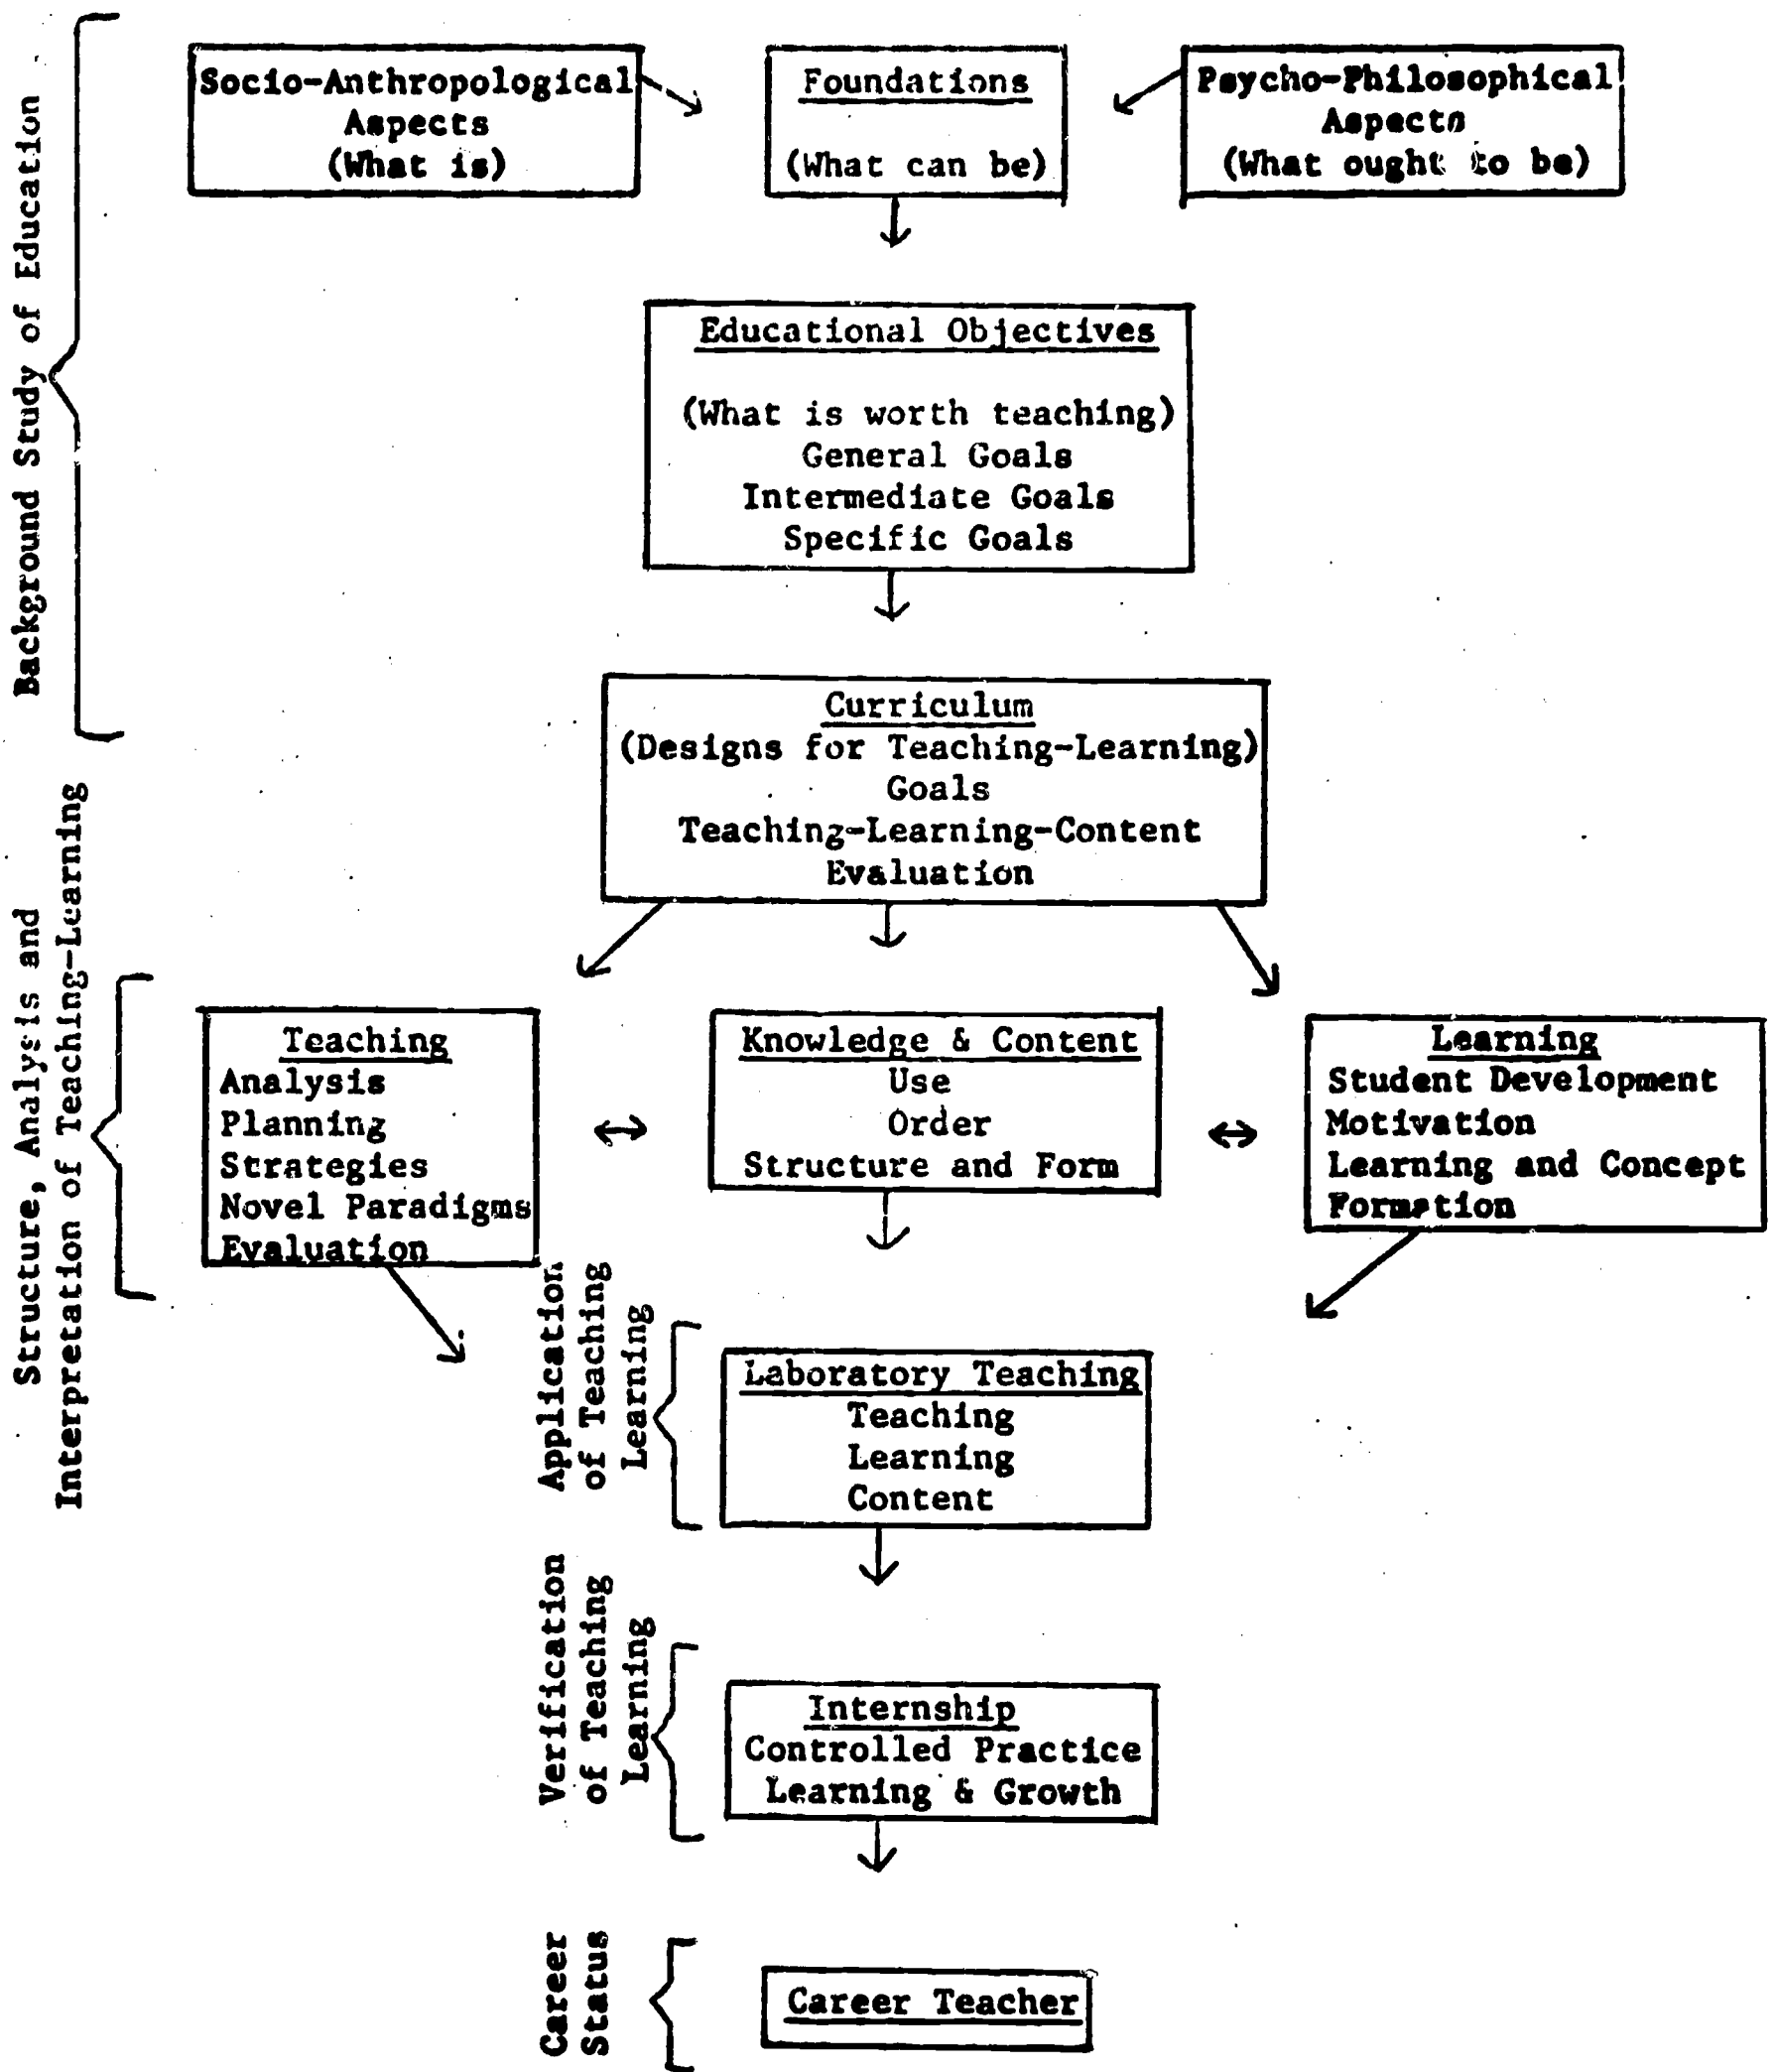 Background Study of Education
Socio-Anthropological
Aspects
(What is)
Foundations
(What can be)
Psycho-Philosophical
Aspects
(What ought to be)
Educational Objectives
(What is worth teaching)
General Goals
Intermediate Goals
Specific Goals
Curriculum
(Designs for Teaching-Learning)
Goals
Teaching-Learning-Content
Evaluation
Structure, Analysis and
Interpretation of Teaching-Learning
Teaching
Analysis
Planning
Strategies
Novel Paradigms
Evaluation
Knowledge & Content
Use
Order
Structure and Form
Learning
Student Development
Motivation
Learning and Concept
Formation
Application
of Teaching
Learning
Laboratory Teaching
Teaching
Learning
Content
Verification
of Teaching
Learning
Internship
Controlled Practice
Learning & Growth
Career
Status
Career Teacher